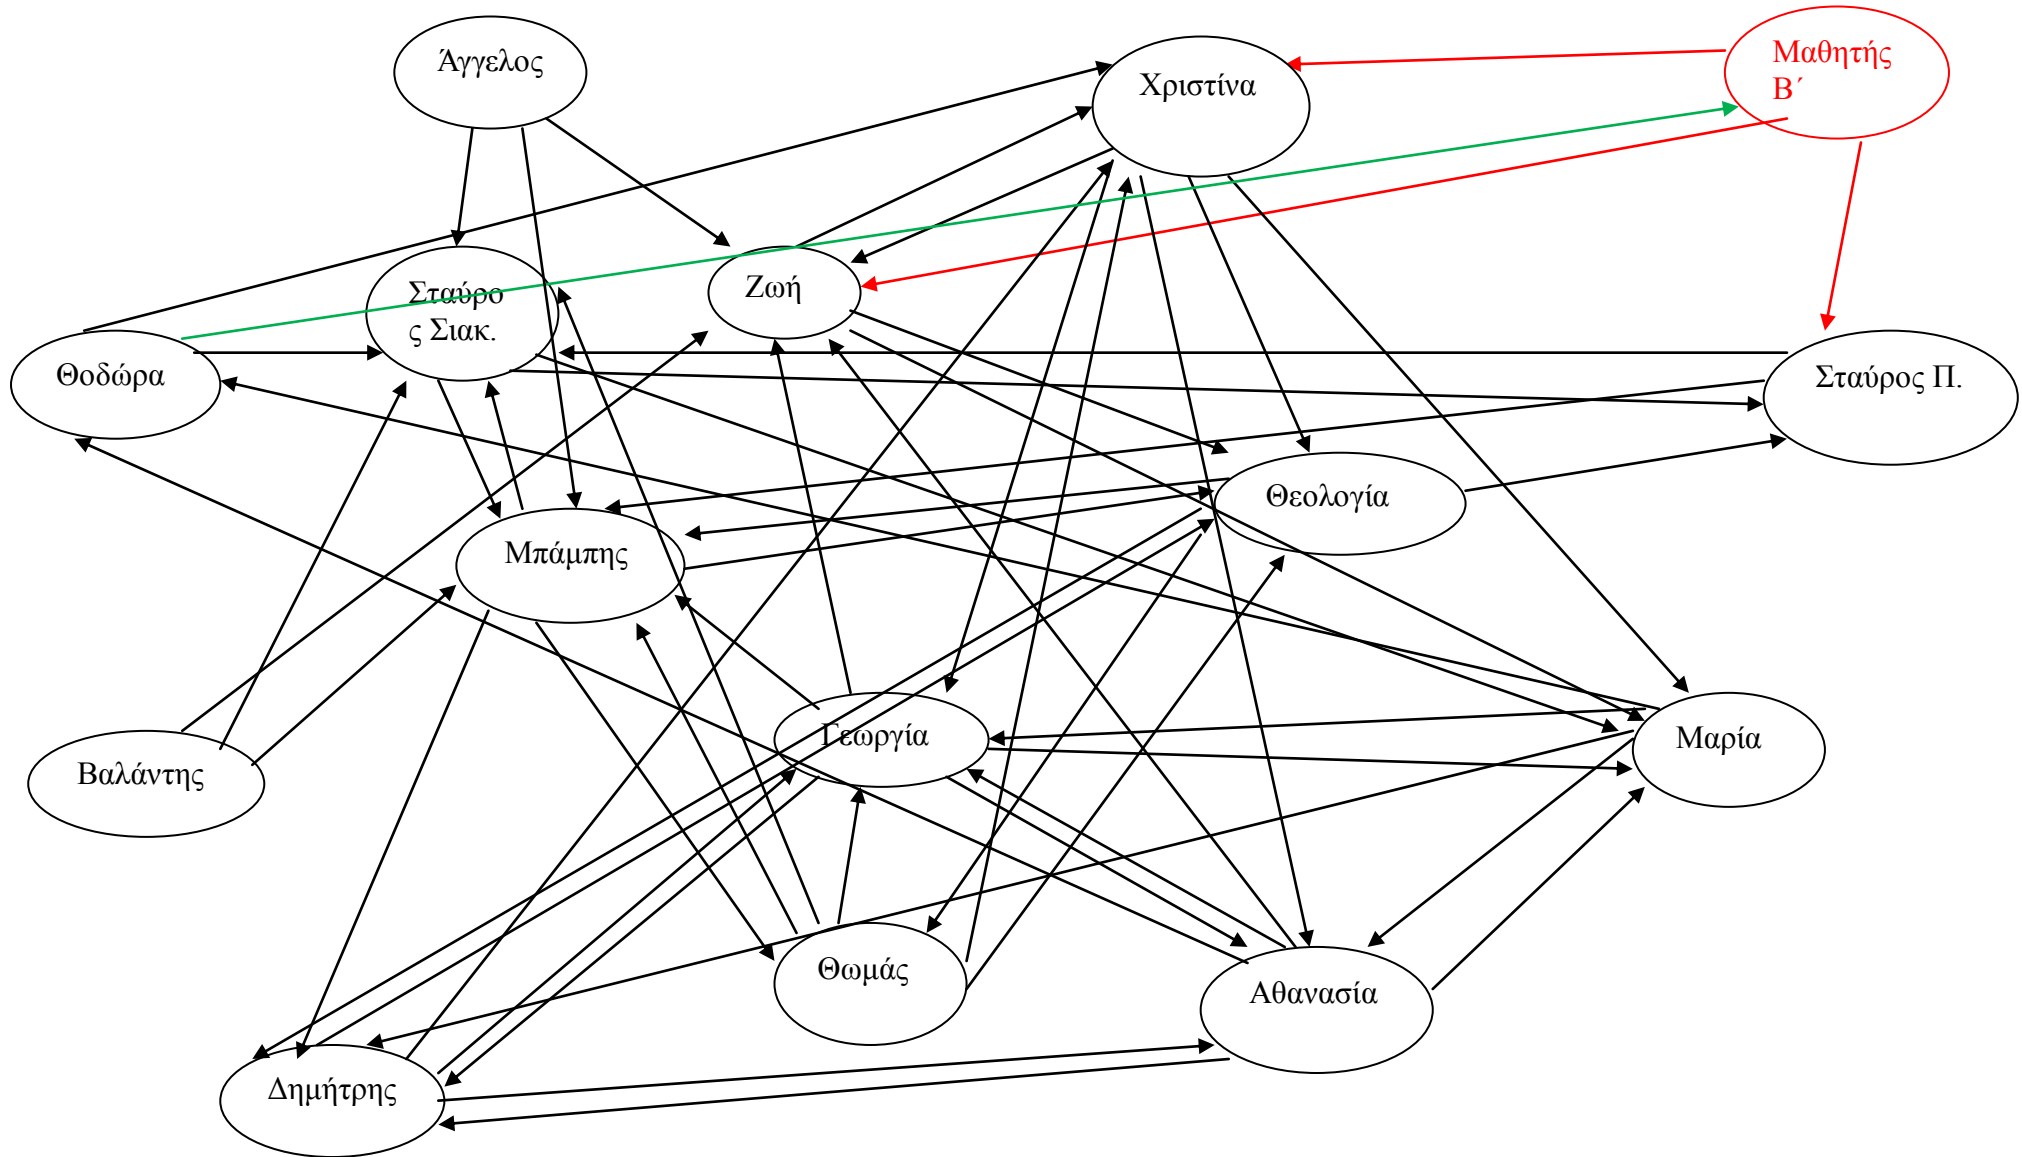 Άγγελος
Χριστίνα
Μαθητής
Β΄
Σταύρο
ς Σιακ.
Ζωή
Θοδώρα
Σταύρος Π.
Θεολογία
Μπάμπης
Γεωργία
Μαρία
Βαλάντης
Θωμάς
Αθανασία
Δημήτρης